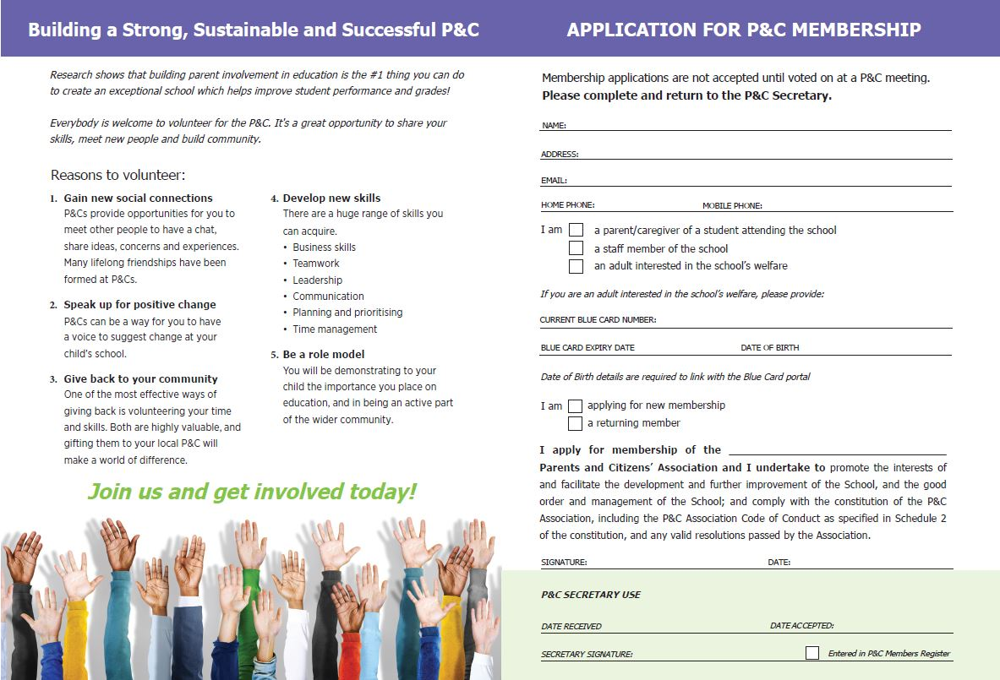 Building a Strong, Sustainable and Successful P&C
Research shows that building parent involvement in education is the #1 thing you can do
to create an exceptional school which helps improve student performance and grades!
Everybody is welcome to volunteer for the P&C. It's a great opportunity to share your
skills, meet new people and build community.
Reasons to volunteer:
1. Gain new social connections
P&Cs provide opportunities for you to
meet other people to have a chat,
share ideas, concerns and experiences.
Many lifelong friendships have been
formed at P&Cs.
2. Speak up for positive change
P&Cs can be a way for you to have
a voice to suggest change at your
child's school.
3. Give back to your community
One of the most effective ways of
giving back is volunteering your time
and skills. Both are highly valuable, and
gifting them to your local P&C will
make a world of difference.
4. Develop new skills
There are a huge range of skills you
can acquire.
• Business skills
• Teamwork
• Leadership
• Communication
• Planning and prioritising
• Time management
5. Be a role model
You will be demonstrating to your
child the importance you place on
education, and in being an active part
of the wider community.
Join us and get involved today!
APPLICATION FOR P&C MEMBERSHIP
Membership applications are not accepted until voted on at a P&C meeting.
Please complete and return to the P&C Secretary.
NAME:
ADDRESS:
EMAIL:
HOME PHONE: MOBILE PHONE:
I am a parent/caregiver of a student attending the school
a staff member of the school
an adult interested in the school's welfare
If you are an adult interested in the school's welfare, please provide:
CURRENT BLUE CARD NUMBER:
BLUE CARD EXPIRY DATE DATE OF BIRTH
Date of Birth details are required to link with the Blue Card portal
I am applying for new membership
a returning member
I apply for membership of the
Parents and Citizens' Association and I undertake to promote the interests of
and facilitate the development and further improvement of the School, and the good
order and management of the School; and comply with the constitution of the P&C
Association, including the P&C Association Code of Conduct as specified in Schedule 2
of the constitution, and any valid resolutions passed by the Association.
SIGNATURE: DATE:
P&C SECRETARY USE
DATE RECEIVED DATE ACCEPTED:
SECRETARY SIGNATURE: Entered in P&C Members Register